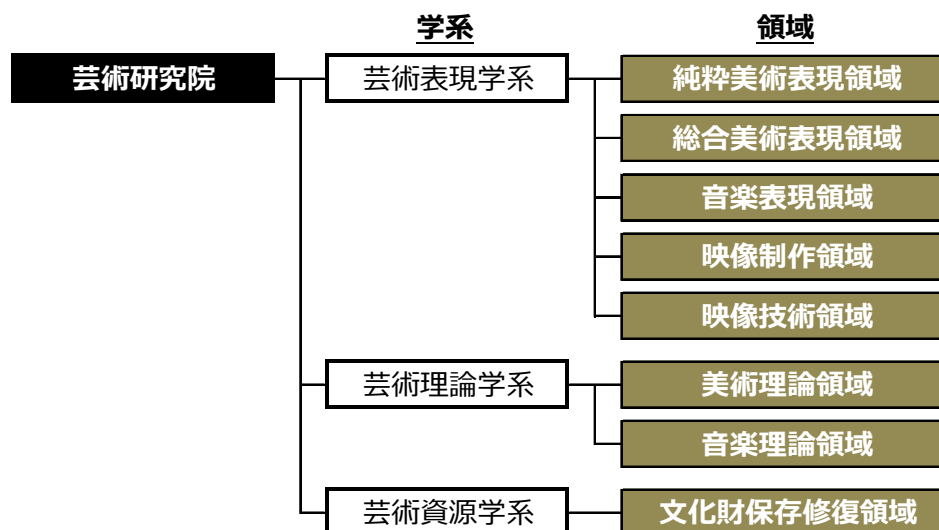 学系
領域
芸術研究院
芸術表現学系
純粋美術表現領域
総合美術表現領域
音楽表現領域
映像制作領域
映像技術領域
芸術理論学系
美術理論領域
音楽理論領域
芸術資源学系
文化財保存修復領域